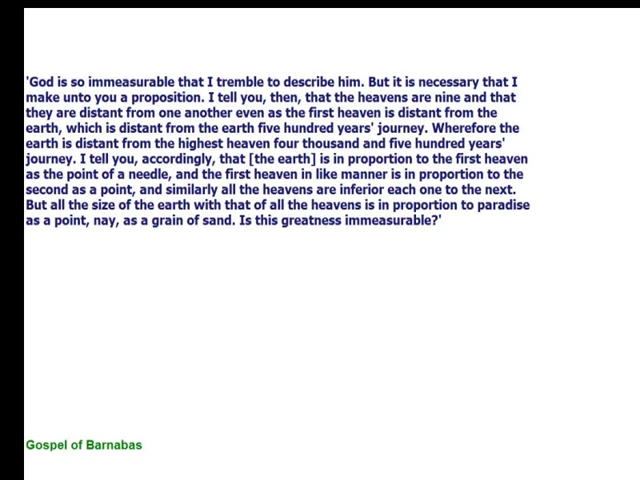 'God is so immeasurable that I tremble to describe him. But it is necessary that I
make unto you a proposition. I tell you, then, that the heavens are nine and that
they are distant from one another even as the first heaven is distant from the
earth, which is distant from the earth five hundred years' journey. Wherefore the
earth is distant from the highest heaven four thousand and five hundred years'
journey. I tell you, accordingly, that [the earth] is in proportion to the first heaven
as the point of a needle, and the first heaven in like manner is in proportion to the
second as a point, and similarly all the heavens are inferior each one to the next.
But all the size of the earth with that of all the heavens is in proportion to paradise
as a point, nay, as a grain of sand. Is this greatness immeasurable?'
Gospel of Barnabas